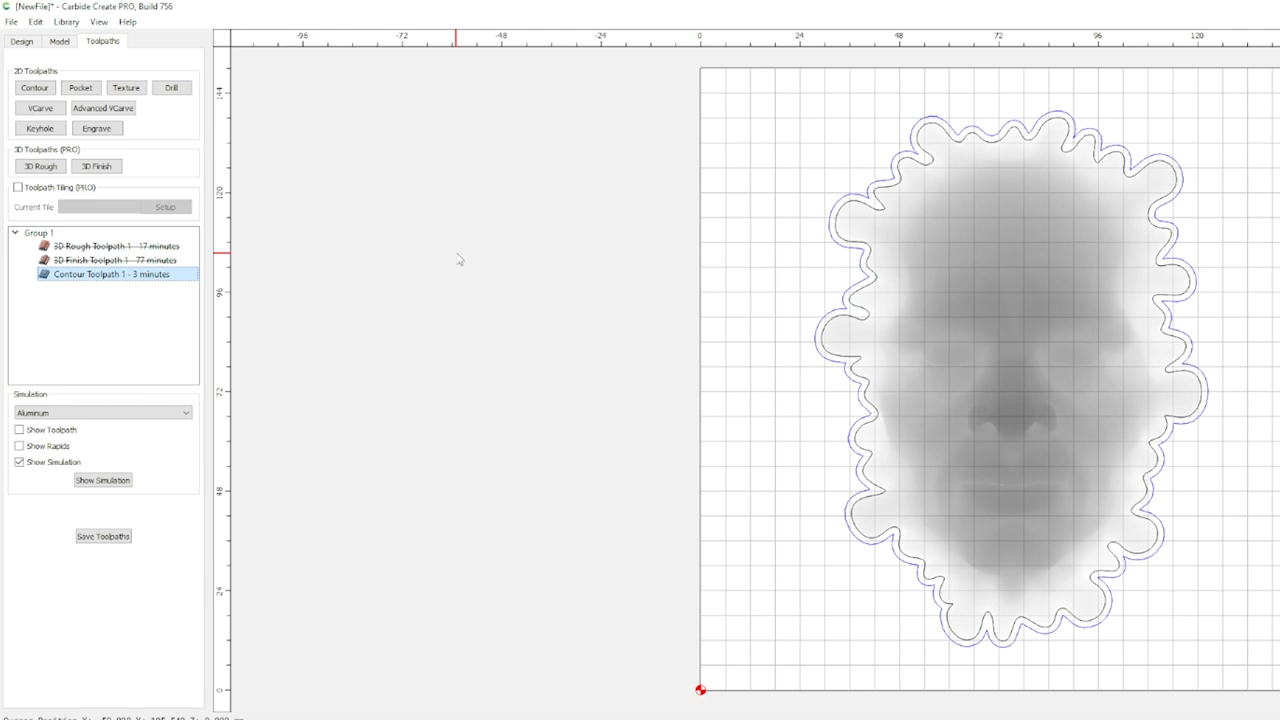 [NewFile]* - Carbide Create PRO, Build 756
File Edit Library View Help
Design Model Toolpaths
-96 -72 -48 -24 0 24 48 72 96 120
2D Toolpaths
Contour Pocket Texture Drill
VCarve Advanced VCarve
Keyhole Engrave
3D Toolpaths (PRO)
3D Rough 3D Finish
Toolpath Tiling (PRO)
Current Tile Setup
Group 1
3D Rough Toolpath 1 - 17 minutes
3D Finish Toolpath 1 - 77 minutes
Contour Toolpath 1 - 3 minutes
Simulation
Aluminum
Show Toolpath
Show Rapids
Show Simulation
Show Simulation
Save Toolpaths
144
120
96
72
48
24
0